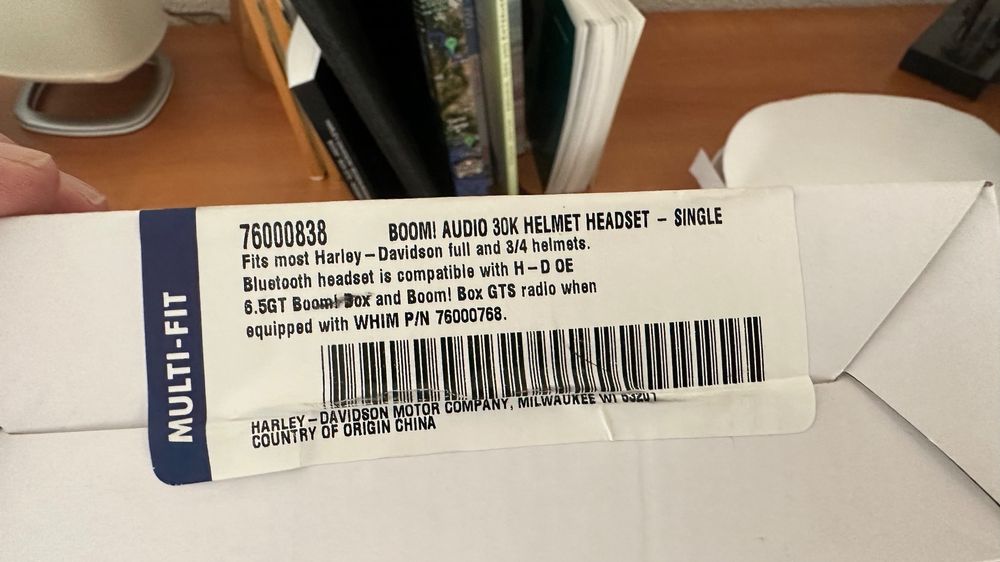 76000838 BOOM! AUDIO 30K HELMET HEADSET – SINGLE
Fits most Harley–Davidson full and 3/4 helmets.
Bluetooth headset is compatible with H–D OE
6.5GT Boom! Box and Boom! Box GTS radio when
equipped with WHIM P/N 76000768.
MULTI-FIT
HARLEY–DAVIDSON MOTOR COMPANY, MILWAUKEE WI 53201
COUNTRY OF ORIGIN CHINA